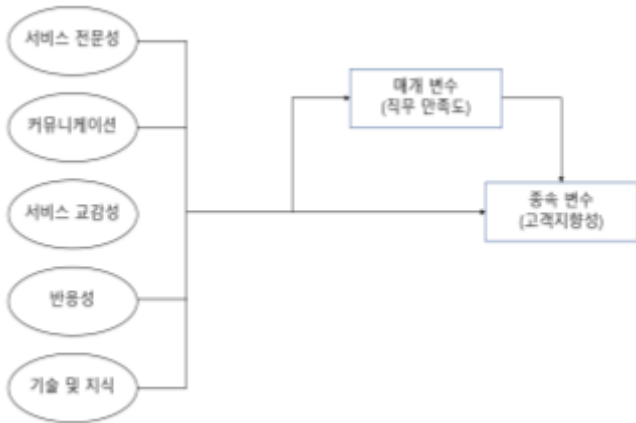 서비스 전문성
커뮤니케이션
서비스 교감성
반응성
기술 및 지식
매개 변수
(직무 만족도)
종속 변수
(고객지향성)